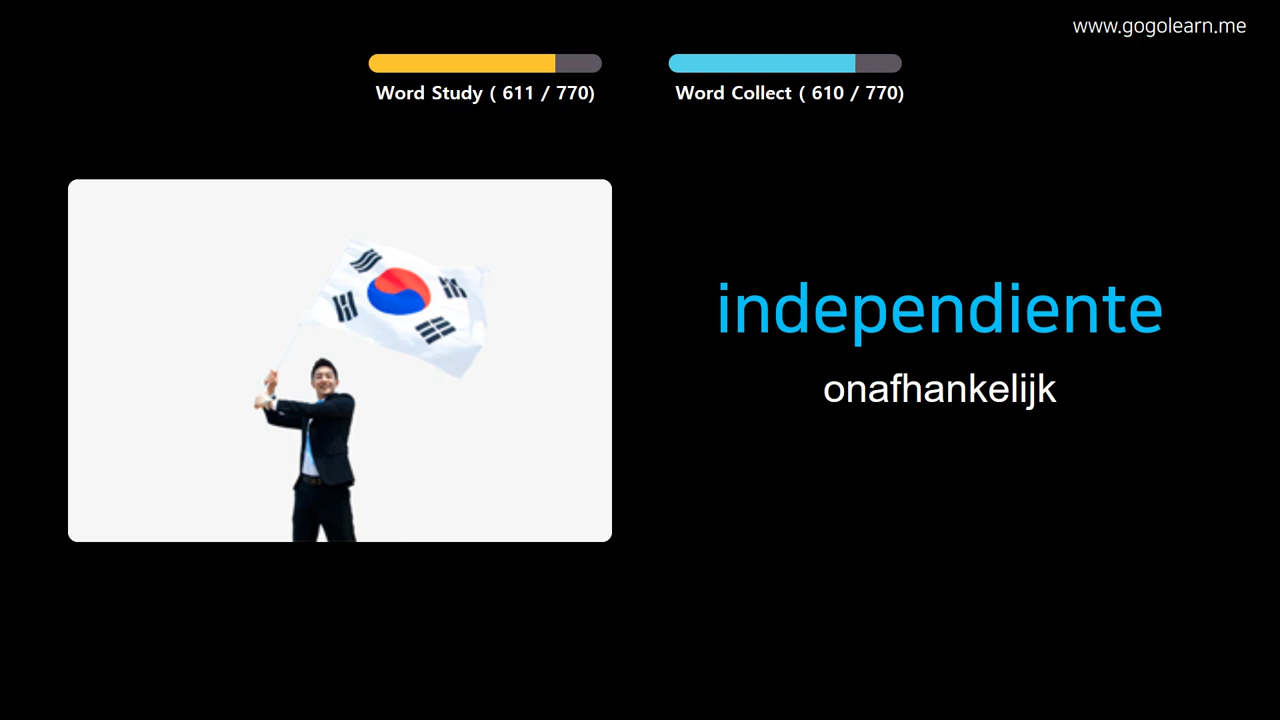 www.gogolearn.me
Word Study ( 611 / 770)
Word Collect ( 610 / 770)
independiente
onafhankelijk